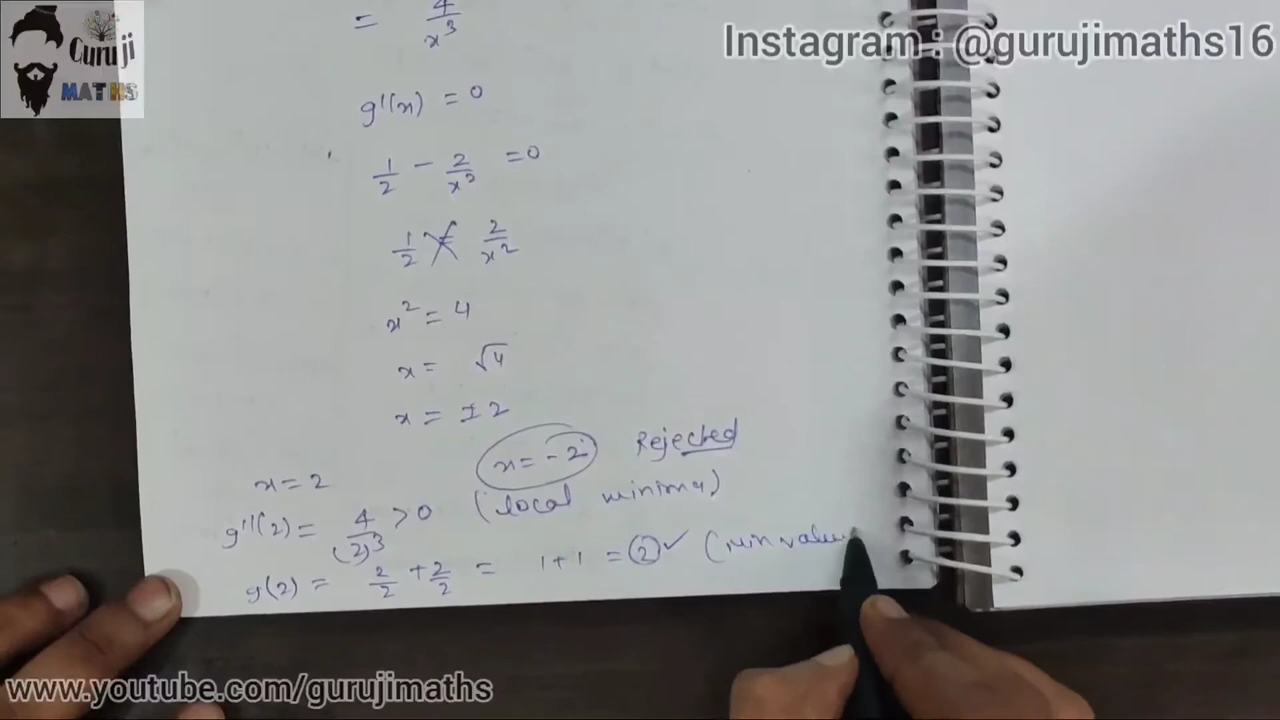 Guruji
MATHS
Instagram : @gurujimaths16
= 4/x³
g'(x) = 0
1/2 - 2/x² = 0
1/2 = 2/x²
x² = 4
x = √4
x = ±2
x = -2 Rejected
x = 2
g''(2) = 4/(2)³ > 0 (local minima)
g(2) = 2/2 + 2/2 = 1+1 = 2 ✓ (min value
www.youtube.com/gurujimaths